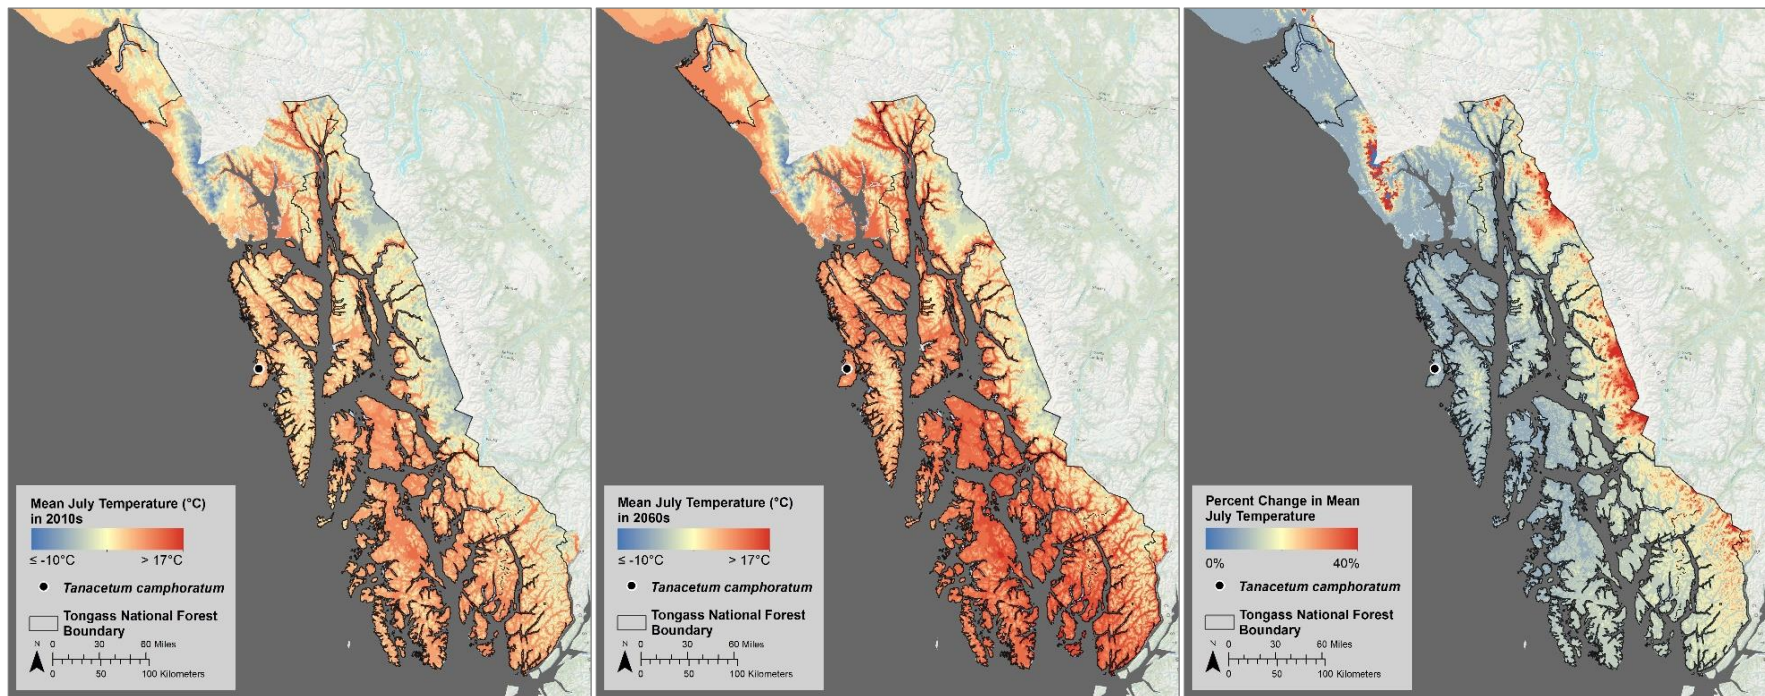 Mean July Temperature (°C)
in 2010s
≤ -10°C > 17°C
Tanacetum camphoratum
Tongass National Forest
Boundary
N 0 30 60 Miles
0 50 100 Kilometers
Mean July Temperature (°C)
in 2060s
≤ -10°C > 17°C
Tanacetum camphoratum
Tongass National Forest
Boundary
N 0 30 60 Miles
0 50 100 Kilometers
Percent Change in Mean
July Temperature
0% 40%
Tanacetum camphoratum
Tongass National Forest
Boundary
N 0 30 60 Miles
0 50 100 Kilometers